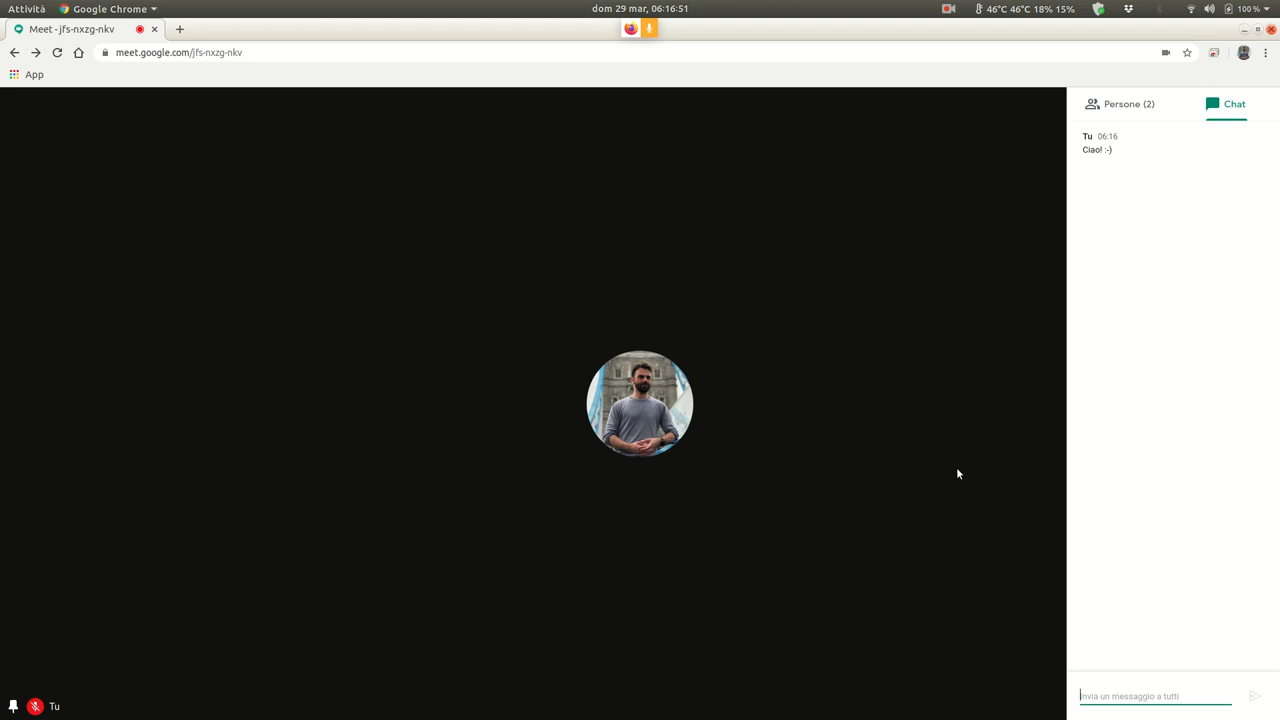 Attività Google Chrome dom 29 mar, 06:16:51 46°C 46°C 18% 15% 100 %
Meet - jfs-nxzg-nkv
meet.google.com/jfs-nxzg-nkv
App
Persone (2) Chat
Tu 06:16
Ciao! :-)
Invia un messaggio a tutti
Tu